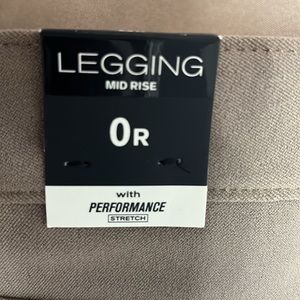 LEGGING
MID RISE
0R
with
PERFORMANCE
STRETCH